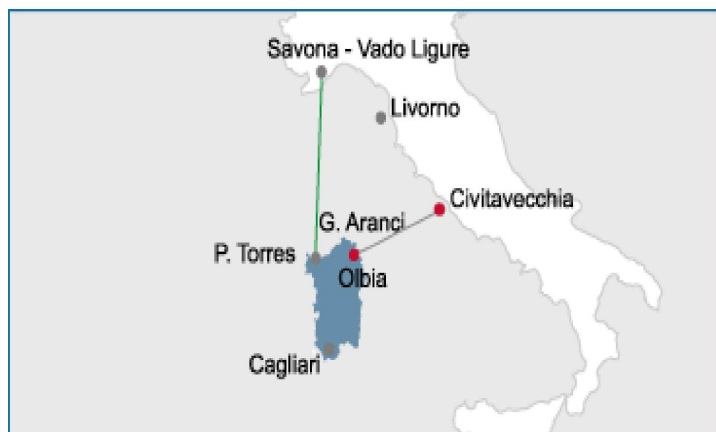 Savona - Vado Ligure
Livorno
Civitavecchia
G. Aranci
P. Torres
Olbia
Cagliari